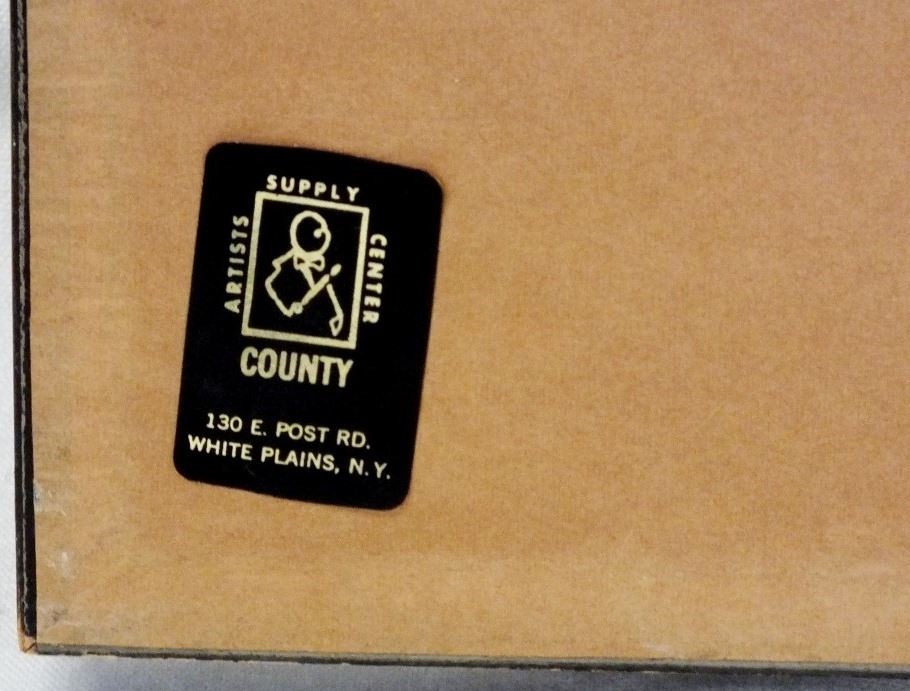 SUPPLY
ARTISTS
CENTER
COUNTY
130 E. POST RD.
WHITE PLAINS, N.Y.